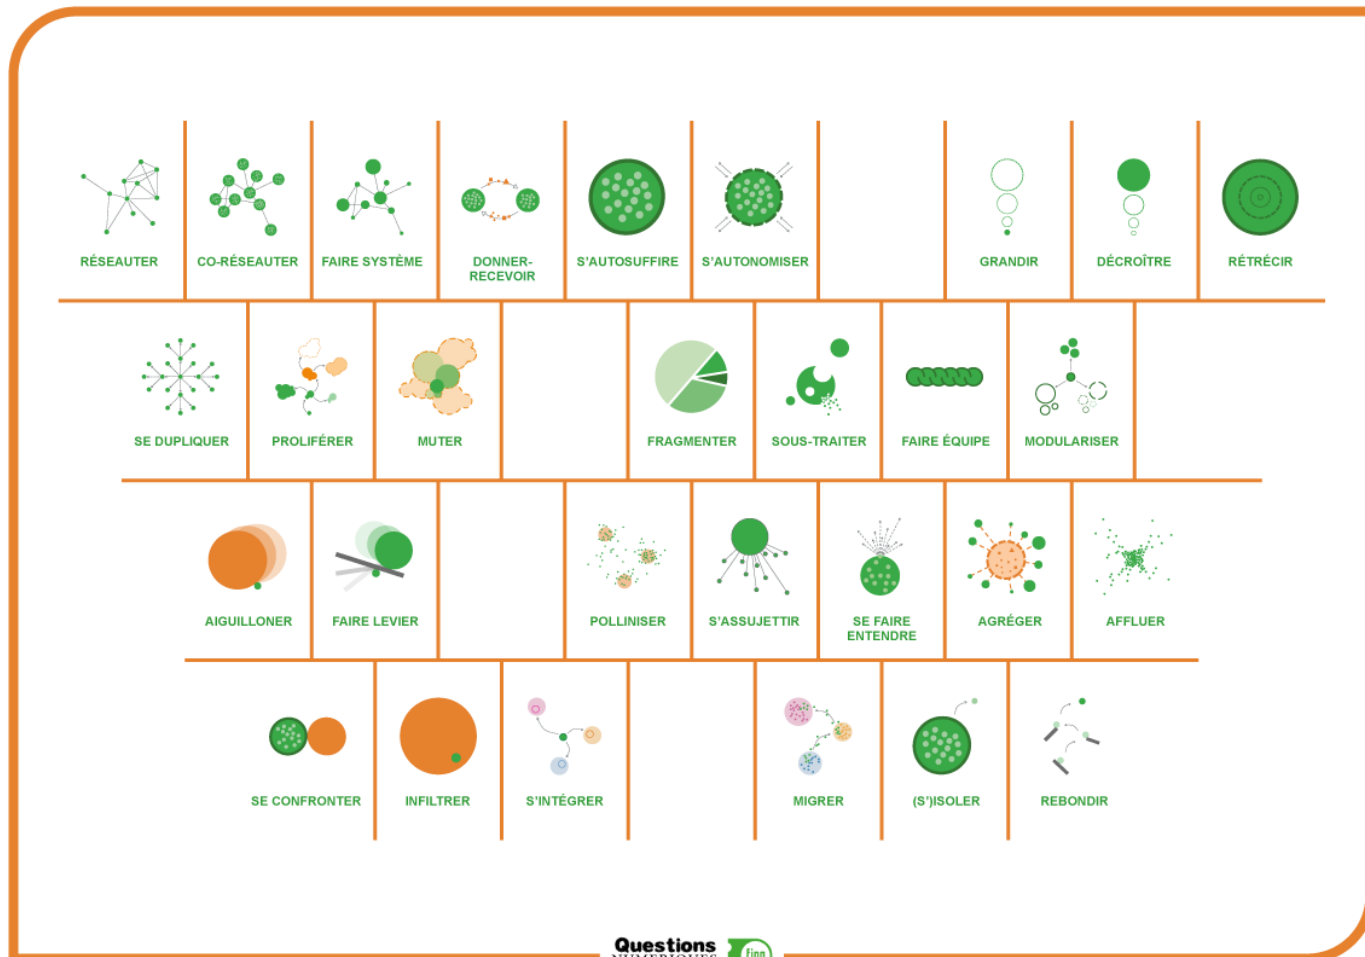 RÉSEAUTER
CO-RÉSEAUTER
FAIRE SYSTÈME
DONNER-
RECEVOIR
S'AUTOSUFFIRE
S'AUTONOMISER
GRANDIR
DÉCROÎTRE
RÉTRÉCIR
SE DUPLIQUER
PROLIFÉRER
MUTER
FRAGMENTER
SOUS-TRAITER
FAIRE ÉQUIPE
MODULARISER
AIGUILLONER
FAIRE LEVIER
POLLINISER
S'ASSUJETTIR
SE FAIRE
ENTENDRE
AGRÉGER
AFFLUER
SE CONFRONTER
INFILTRER
S'INTÉGRER
MIGRER
(S')ISOLER
REBONDIR
Questions
NUMERIQUES
Finn